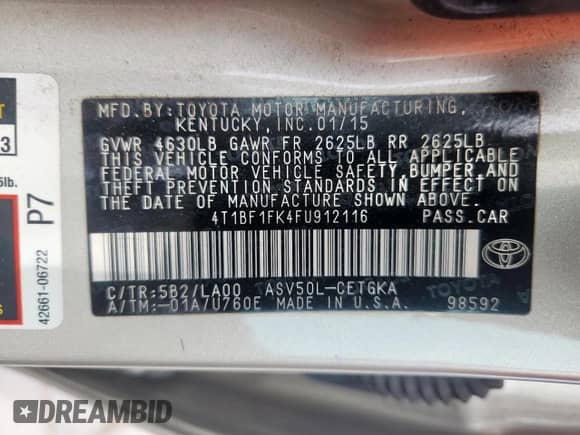 MFD.BY:TOYOTA MOTOR MANUFACTURING,
KENTUCKY,INC.01/15
GVWR 4630LB GAWR FR 2625LB RR 2625LB
THIS VEHICLE CONFORMS TO ALL APPLICABLE
FEDERAL MOTOR VEHICLE SAFETY,BUMPER,AND
THEFT PREVENTION STANDARDS IN EFFECT ON
THE DATE OF MANUFACTURE SHOWN ABOVE.
4T1BF1FK4FU912116 PASS.CAR
C/TR:5B2/LA00 ASV50L-CETGKA
A/TM:-01A/U760E MADE IN U.S.A.
98592
TOYOTA
3
5lb.
P7
42661-06722
DREAMBID